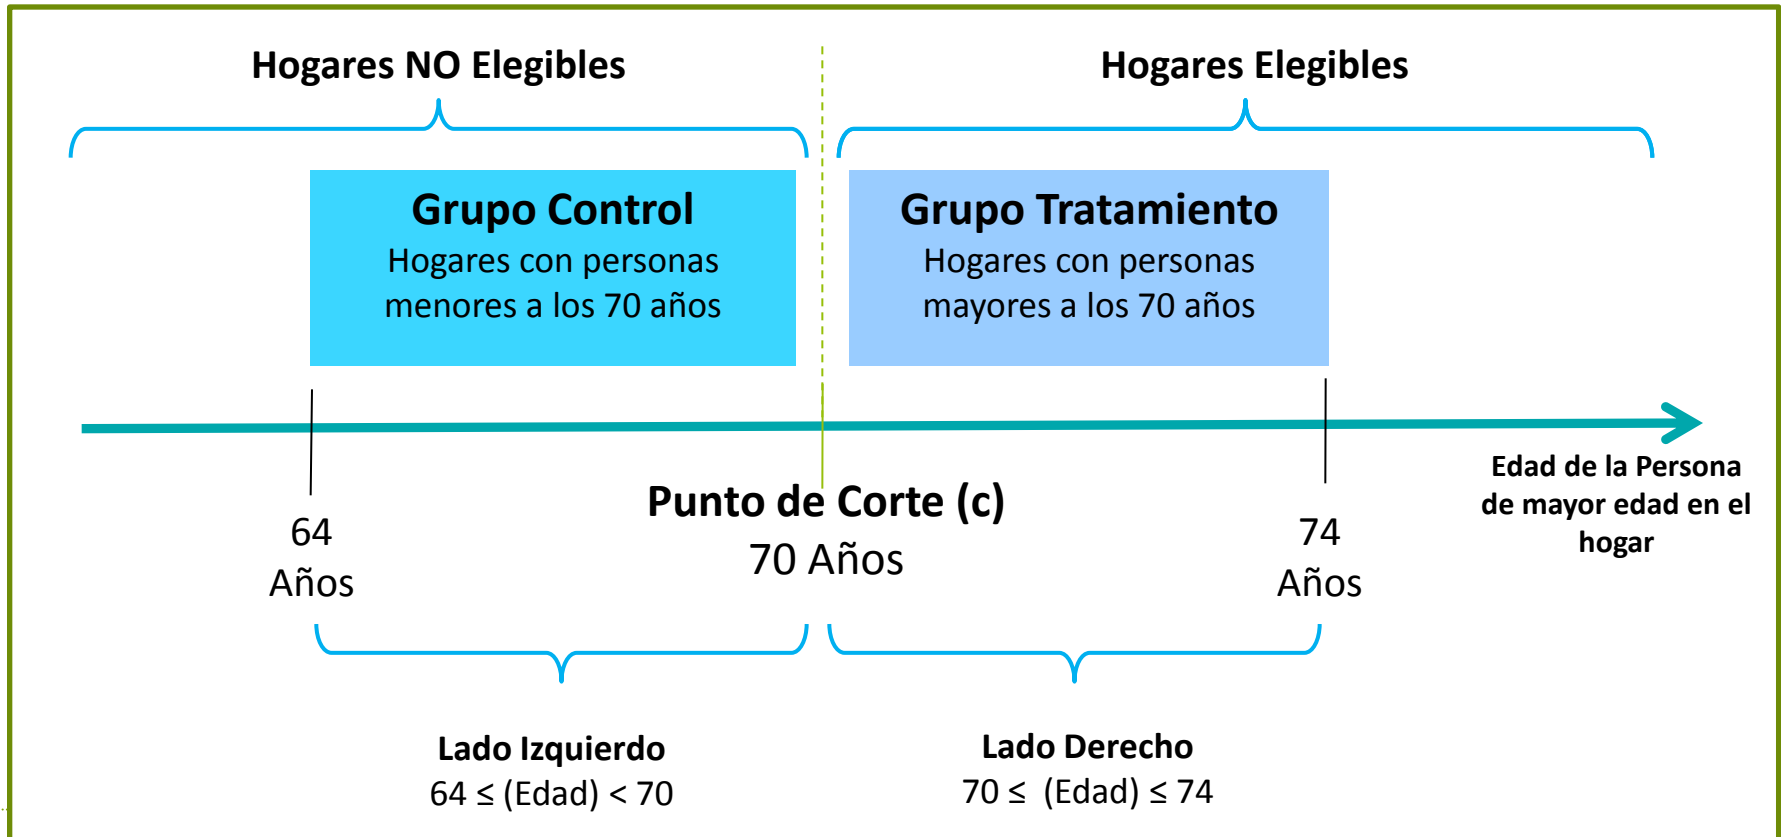 Hogares NO Elegibles
Hogares Elegibles
Grupo Control
Hogares con personas
menores a los 70 años
Grupo Tratamiento
Hogares con personas
mayores a los 70 años
64
Años
Punto de Corte (c)
70 Años
74
Años
Edad de la Persona
de mayor edad en el
hogar
Lado Izquierdo
64 ≤ (Edad) < 70
Lado Derecho
70 ≤ (Edad) ≤ 74